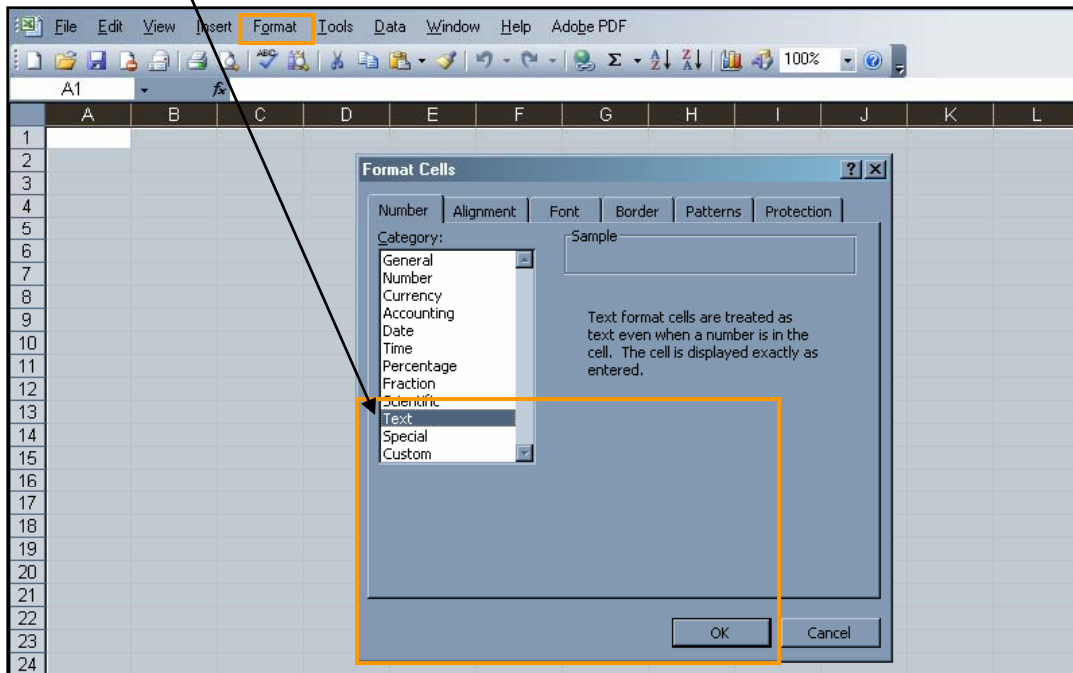 File Edit View Insert Format Tools Data Window Help Adobe PDF
ABC Σ A Z Z A 100% ?
A1 fx
A B C D E F G H I J K L
1
2
Format Cells ? X
3
4
Number Alignment Font Border Patterns Protection
5
Category: Sample
6
General
7
Number
8
Currency
9
Accounting
Text format cells are treated as
10
Date
text even when a number is in the
Time
cell. The cell is displayed exactly as
11
Percentage
entered.
12
Fraction
Scientific
13
Text
14
Special
15
Custom
16
17
18
19
20
21
22
23
OK Cancel
24